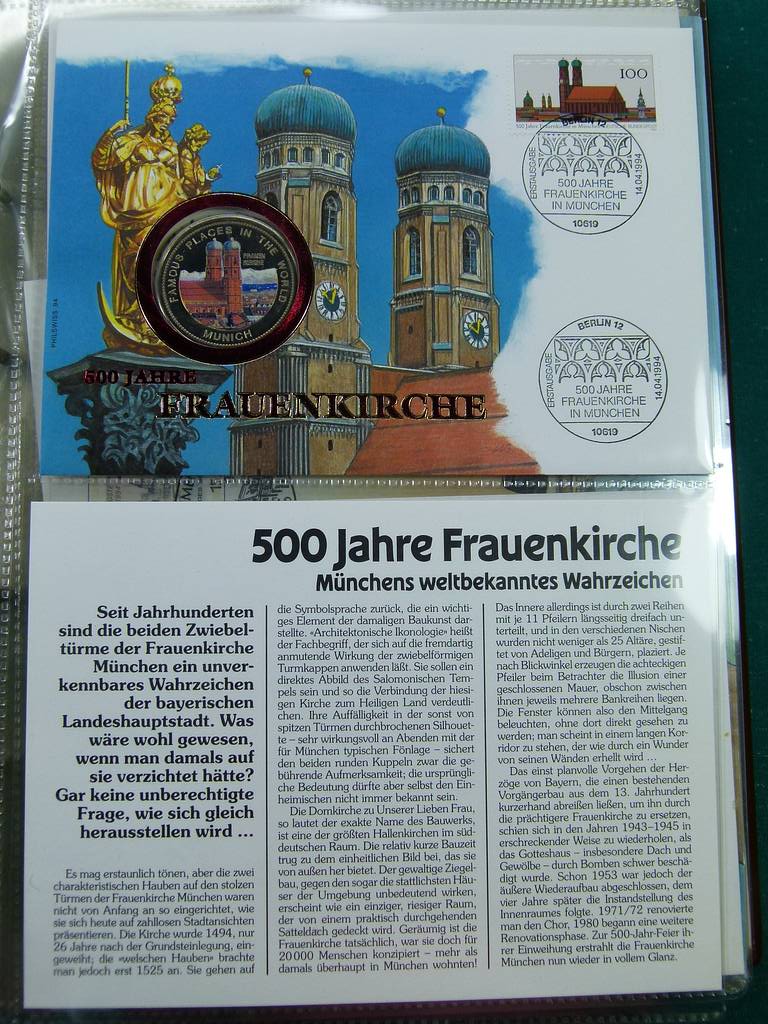 100
500 Jahre Frauenkirche in München
BERLIN 12
ERSTAUSGABE
14.04.1994
500 JAHRE
FRAUENKIRCHE
IN MÜNCHEN
10619
FAMOUS PLACES IN THE WORLD
FRAUEN
KIRCHE
MUNICH
PHILSWISS 94
500 JAHRE
FRAUENKIRCHE
BERLIN 12
ERSTAUSGABE
14.04.1994
500 JAHRE
FRAUENKIRCHE
IN MÜNCHEN
10619
500 Jahre Frauenkirche
Münchens weltbekanntes Wahrzeichen
Seit Jahrhunderten
sind die beiden Zwiebel-
türme der Frauenkirche
München ein unver-
kennbares Wahrzeichen
der bayerischen
Landeshauptstadt. Was
wäre wohl gewesen,
wenn man damals auf
sie verzichtet hätte?
Gar keine unberechtigte
Frage, wie sich gleich
herausstellen wird ...
Es mag erstaunlich tönen, aber die zwei
charakteristischen Hauben auf den stolzen
Türmen der Frauenkirche München waren
nicht von Anfang an so eingerichtet, wie
sie sich heute auf zahllosen Stadtansichten
präsentieren. Die Kirche wurde 1494, nur
26 Jahre nach der Grundsteinlegung, ein-
geweiht; die «welschen Hauben» brachte
man jedoch erst 1525 an. Sie gehen auf
die Symbolsprache zurück, die ein wichti-
ges Element der damaligen Baukunst dar-
stellte. «Architektonische Ikonologie» heißt
der Fachbegriff, der sich auf die fremdartig
anmutende Wirkung der zwiebelförmigen
Turmkappen anwenden läßt. Sie sollen ein
direktes Abbild des Salomonischen Tem-
pels sein und so die Verbindung der hiesi-
gen Kirche zum Heiligen Land verdeutli-
chen. Ihre Auffälligkeit in der sonst von
spitzen Türmen durchbrochenen Silhouet-
te – sehr wirkungsvoll an Abenden mit der
für München typischen Fönlage – sichert
den beiden runden Kuppeln zwar die ge-
bührende Aufmerksamkeit; die ursprüngli-
che Bedeutung dürfte aber selbst den Ein-
heimischen nicht immer bekannt sein.
Die Domkirche zu Unserer Lieben Frau,
so lautet der exakte Name des Bauwerks,
ist eine der größten Hallenkirchen im süd-
deutschen Raum. Die relativ kurze Bauzeit
trug zu dem einheitlichen Bild bei, das sie
von außen her bietet. Der gewaltige Ziegel-
bau, gegen den sogar die stattlichsten Häu-
ser der Umgebung unbedeutend wirken,
erscheint wie ein einziger, riesiger Raum,
der von einem praktisch durchgehenden
Satteldach gedeckt wird. Geräumig ist die
Frauenkirche tatsächlich, war sie doch für
20000 Menschen konzipiert – mehr als
damals überhaupt in München wohnten!
Das Innere allerdings ist durch zwei Reihen
mit je 11 Pfeilern längsseitig dreifach un-
terteilt, und in den verschiedenen Nischen
wurden nicht weniger als 25 Altäre, gestif-
tet von Adeligen und Bürgern, plaziert. Je
nach Blickwinkel erzeugen die achteckigen
Pfeiler beim Betrachter die Illusion einer
geschlossenen Mauer, obschon zwischen
ihnen jeweils mehrere Bankreihen liegen.
Die Fenster können also den Mittelgang
beleuchten, ohne dort direkt gesehen zu
werden; man scheint in einem langen Kor-
ridor zu stehen, der wie durch ein Wunder
von seinen Wänden erhellt wird ...
Das einst planvolle Vorgehen der Her-
zöge von Bayern, die einen bestehenden
Vorgängerbau aus dem 13. Jahrhundert
kurzerhand abreißen ließen, um ihn durch
die prächtigere Frauenkirche zu ersetzen,
schien sich in den Jahren 1943–1945 in
erschreckender Weise zu wiederholen, als
das Gotteshaus – insbesondere Dach und
Gewölbe – durch Bomben schwer beschä-
digt wurde. Schon 1953 war jedoch der
äußere Wiederaufbau abgeschlossen, dem
vier Jahre später die Instandstellung des
Innenraumes folgte. 1971/72 renovierte
man den Chor, 1980 begann eine weitere
Renovationsphase. Zur 500-Jahr-Feier ih-
rer Einweihung erstrahlt die Frauenkirche
München nun wieder in vollem Glanz.